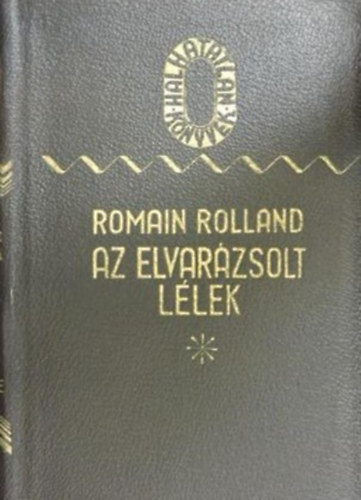 HALHATATLAN
KÖNYVEK
ROMAIN ROLLAND
AZ ELVARÁZSOLT
LÉLEK
*